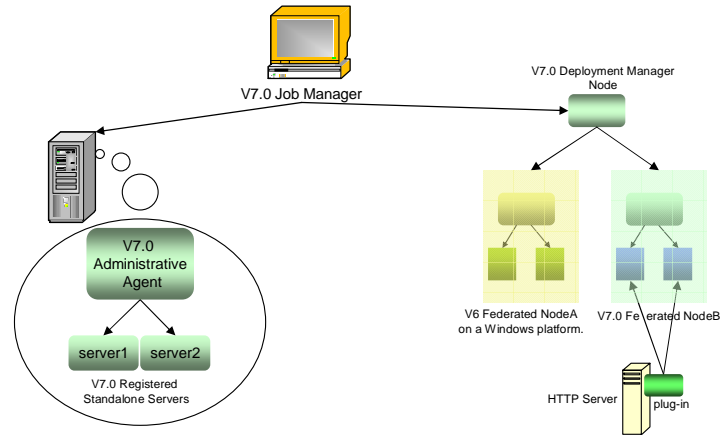 V7.0 Job Manager
V7.0 Deployment Manager
Node
V7.0
Administrative
Agent
server1
server2
V7.0 Registered
Standalone Servers
V6 Federated NodeA
on a Windows platform.
V7.0 Federated NodeB
HTTP Server
plug-in